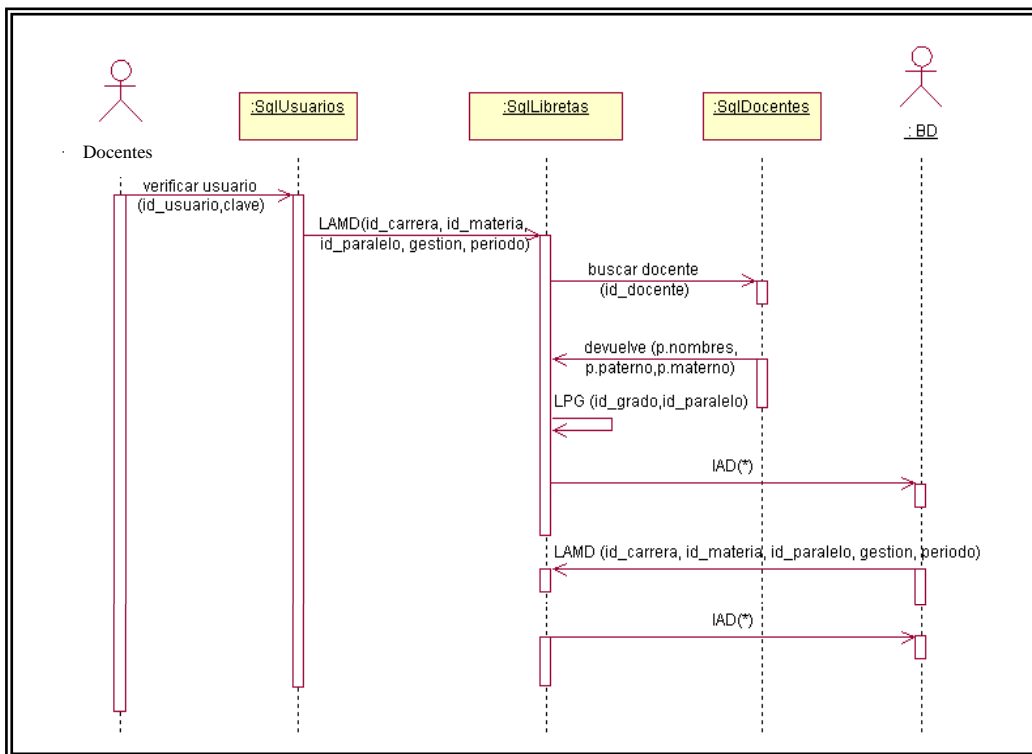 :SqlUsuarios
:SqlLibretas
:SqlDocentes
: BD
Docentes
verificar usuario
(id_usuario,clave)
LAMD(id_carrera, id_materia,
id_paralelo, gestion, periodo)
buscar docente
(id_docente)
devuelve (p.nombres,
p.paterno,p.materno)
LPG (id_grado,id_paralelo)
IAD(*)
LAMD (id_carrera, id_materia, id_paralelo, gestion, periodo)
IAD(*)